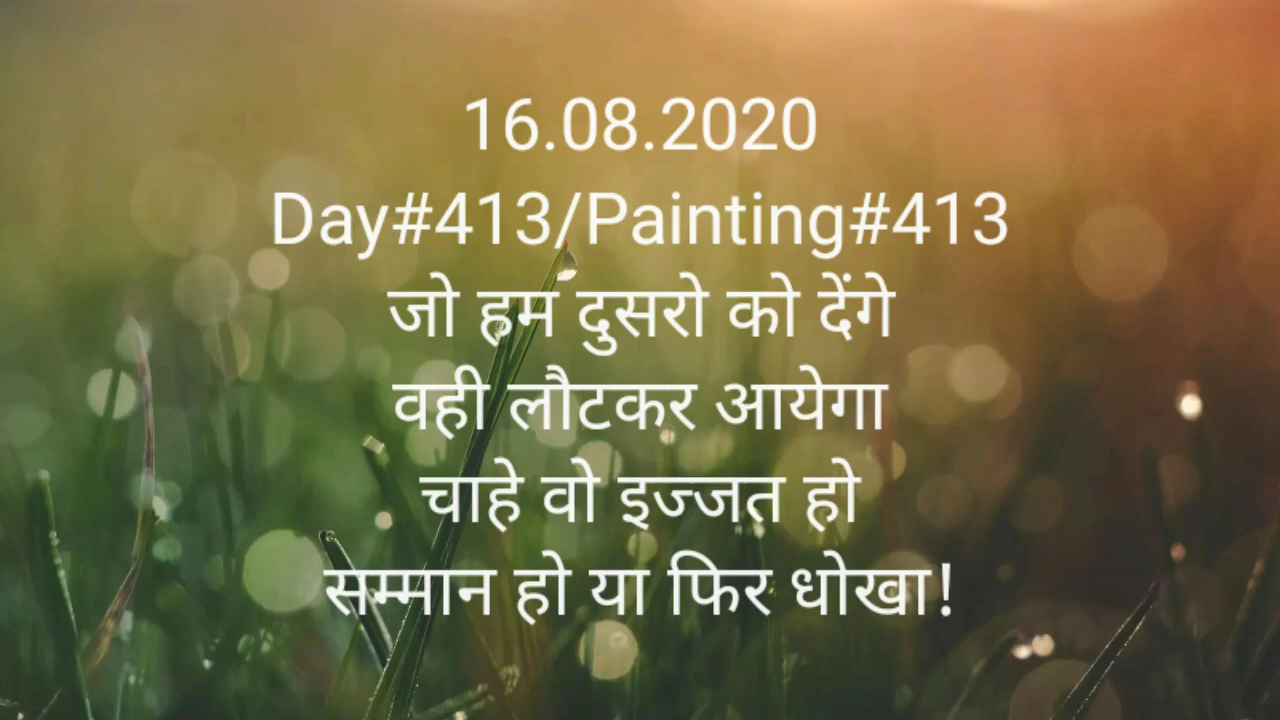 16.08.2020
Day#413/Painting#413
जो हम दुसरो को देंगे
वही लौटकर आयेगा
चाहे वो इज्जत हो
सम्मान हो या फिर धोखा!